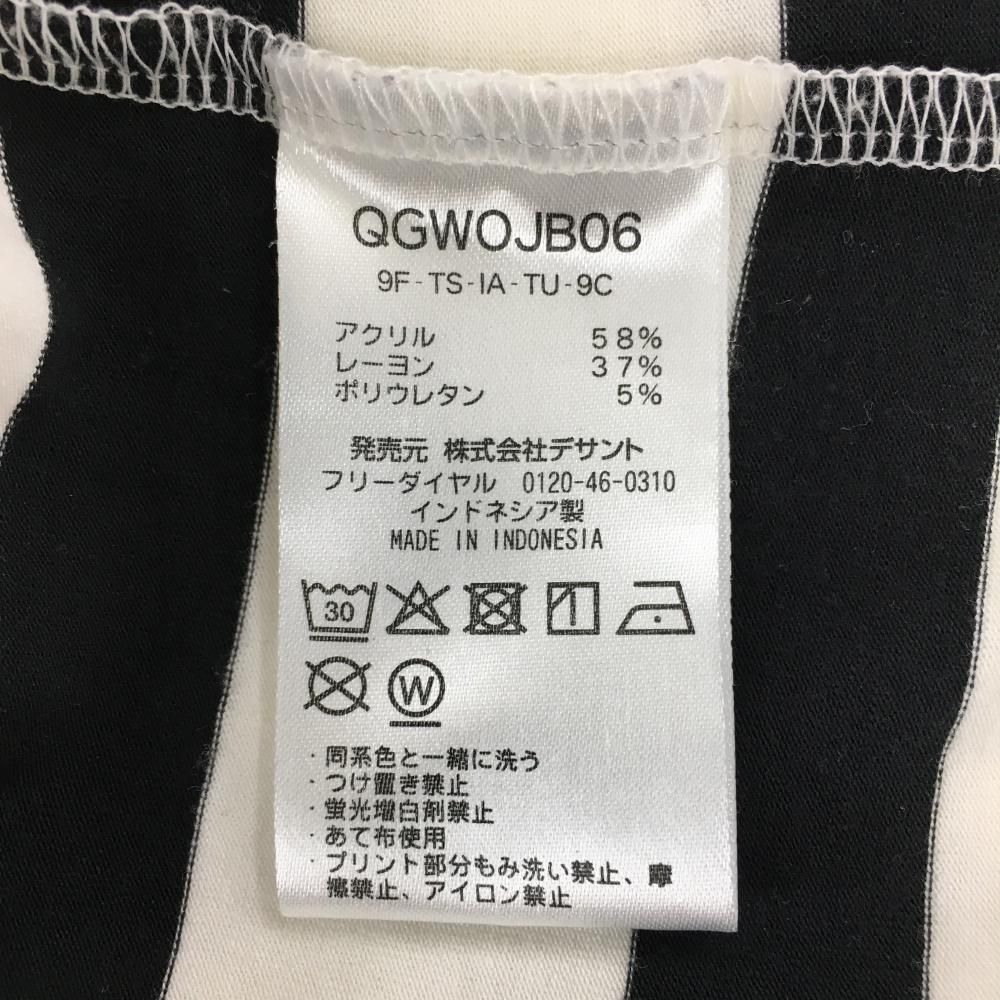 QGWOJB06
9F-TS-IA-TU-9C
アクリル 58%
レーヨン 37%
ポリウレタン 5%
発売元 株式会社デサント
フリーダイヤル 0120-46-0310
インドネシア製
MADE IN INDONESIA
30
W
・同系色と一緒に洗う
・つけ置き禁止
・蛍光増白剤禁止
・あて布使用
・プリント部分もみ洗い禁止、摩
擦禁止、アイロン禁止